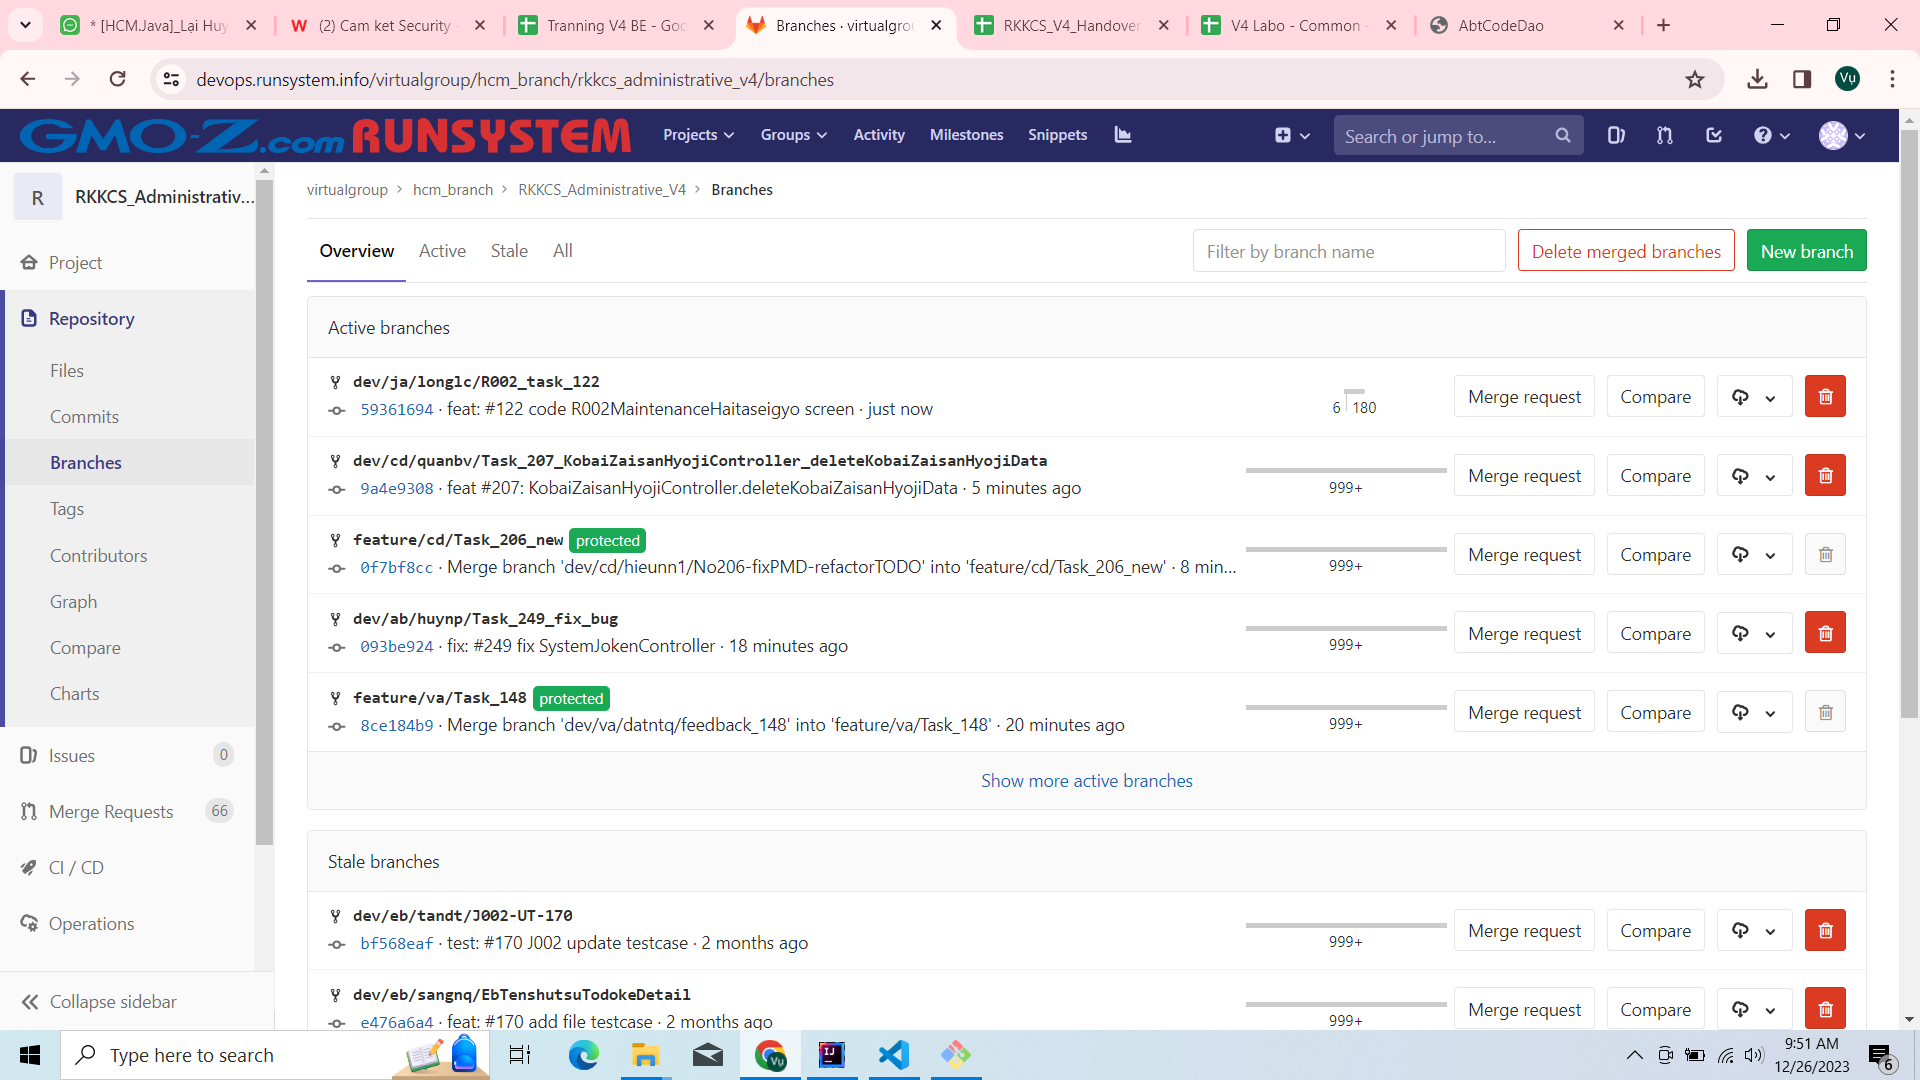 * [HCM.Java]_Lại Huy
(2) Cam ket Security -
Tranning V4 BE - Goo
Branches · virtualgrou
RKKCS_V4_Handover
V4 Labo - Common -
AbtCodeDao
devops.runsystem.info/virtualgroup/hcm_branch/rkkcs_administrative_v4/branches
Vụ
GMO-Z.com RUNSYSTEM
Projects
Groups
Activity
Milestones
Snippets
Search or jump to...
R
RKKCS_Administrativ...
Project
Repository
Files
Commits
Branches
Tags
Contributors
Graph
Compare
Charts
Issues
0
Merge Requests
66
CI / CD
Operations
Collapse sidebar
virtualgroup > hcm_branch > RKKCS_Administrative_V4 > Branches
Overview
Active
Stale
All
Filter by branch name
Delete merged branches
New branch
Active branches
dev/ja/longlc/R002_task_122
59361694 · feat: #122 code R002MaintenanceHaitaseigyo screen · just now
6 180
Merge request
Compare
dev/cd/quanbv/Task_207_KobaiZaisanHyojiController_deleteKobaiZaisanHyojiData
9a4e9308 · feat #207: KobaiZaisanHyojiController.deleteKobaiZaisanHyojiData · 5 minutes ago
999+
Merge request
Compare
feature/cd/Task_206_new protected
0f7bf8cc · Merge branch 'dev/cd/hieunn1/No206-fixPMD-refactorTODO' into 'feature/cd/Task_206_new' · 8 min...
999+
Merge request
Compare
dev/ab/huynp/Task_249_fix_bug
093be924 · fix: #249 fix SystemJokenController · 18 minutes ago
999+
Merge request
Compare
feature/va/Task_148 protected
8ce184b9 · Merge branch 'dev/va/datntq/feedback_148' into 'feature/va/Task_148' · 20 minutes ago
999+
Merge request
Compare
Show more active branches
Stale branches
dev/eb/tandt/J002-UT-170
bf568eaf · test: #170 J002 update testcase · 2 months ago
999+
Merge request
Compare
dev/eb/sangnq/EbTenshutsuTodokeDetail
e476a6a4 · feat: #170 add file testcase · 2 months ago
999+
Merge request
Compare
Type here to search
Vụ
IJ
9:51 AM
12/26/2023
6